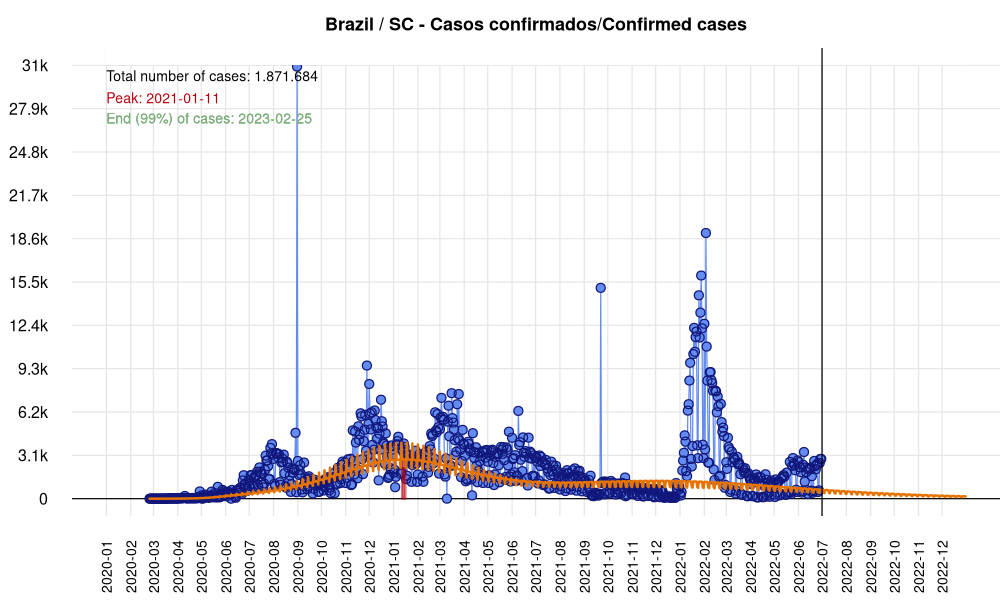 Brazil / SC - Casos confirmados/Confirmed cases
31k
Total number of cases: 1.871.684
Peak: 2021-01-11
27.9k
End (99%) of cases: 2023-02-25
24.8k
21.7k
18.6k
15.5k
12.4k
9.3k
6.2k
3.1k
0
2020-01
2020-02
2020-03
2020-04
2020-05
2020-06
2020-07
2020-08
2020-09
2020-10
2020-11
2020-12
2021-01
2021-02
2021-03
2021-04
2021-05
2021-06
2021-07
2021-08
2021-09
2021-10
2021-11
2021-12
2022-01
2022-02
2022-03
2022-04
2022-05
2022-06
2022-07
2022-08
2022-09
2022-10
2022-11
2022-12